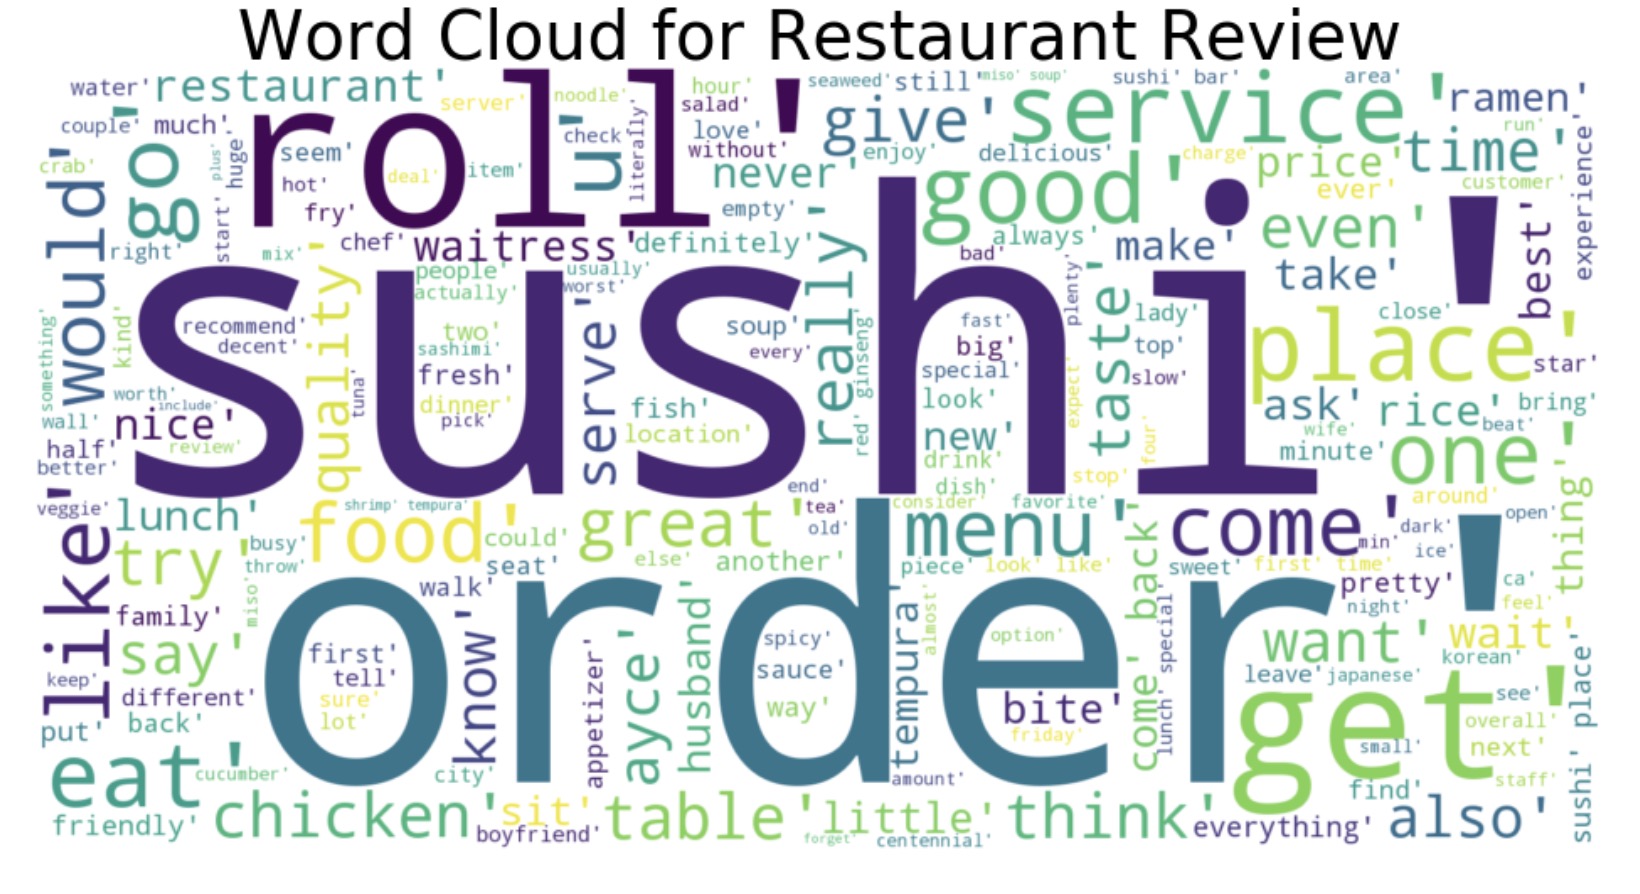 Word Cloud for Restaurant Review
water'
restaurant'
roll'
server'
noodle'
literally'
hour'
salad'
love'
without'
seaweed'
still'
miso' soup'
sushi' bar'
area'
ramen'
couple'
much'
go'
huge'
plus'
seem'
hot'
fry'
deal'
item'
check'
u'
never'
empty'
give'
enjoy'
service'
delicious'
charge'
price'
time'
run'
ever'
customer'
experience'
crab'
would'
right'
start'
mix'
chef'
waitress'
definitely'
really'
good'
always'
bad'
make'
even'
take'
best'
sushi'
people'
actually'
usually'
worst'
plenty'
taste'
lady'
top'
slow'
close'
place'
star'
something'
kind'
recommend'
decent'
quality'
tuna'
two'
sashimi'
fresh'
dinner'
pick'
serve'
soup'
every'
fish'
location'
red' ginseng'
fast'
big'
special'
look'
new'
drink'
dish'
expect'
stop'
four'
ask'
rice'
bring'
wife'
beat'
minute'
one'
thing'
worth'
include'
wall'
nice'
review'
half'
better'
veggie'
like'
lunch'
try'
busy'
throw'
miso'
food'
shrimp' tempura'
could'
seat'
great'
end'
tea'
old'
else'
another'
consider'
favorite'
menu'
piece'
look' like'
come' back'
come'
min'
dark'
around'
open'
ice'
sweet'
first' time'
pretty'
night'
ca'
feel'
family'
say'
keep'
different'
put'
back'
order'
first'
tell'
sure'
lot'
walk'
know'
appetizer'
ayce'
husband'
spicy'
sauce'
way'
tempura'
almost'
option'
bite'
friday'
lunch' special'
want'
wait'
korean'
leave'
japanese'
see'
get'
overall'
small'
next'
staff'
sushi' place'
eat'
cucumber'
city'
amount'
find'
friendly'
chicken'
sit'
boyfriend'
table'
little'
forget'
centennial'
think'
everything'
also'